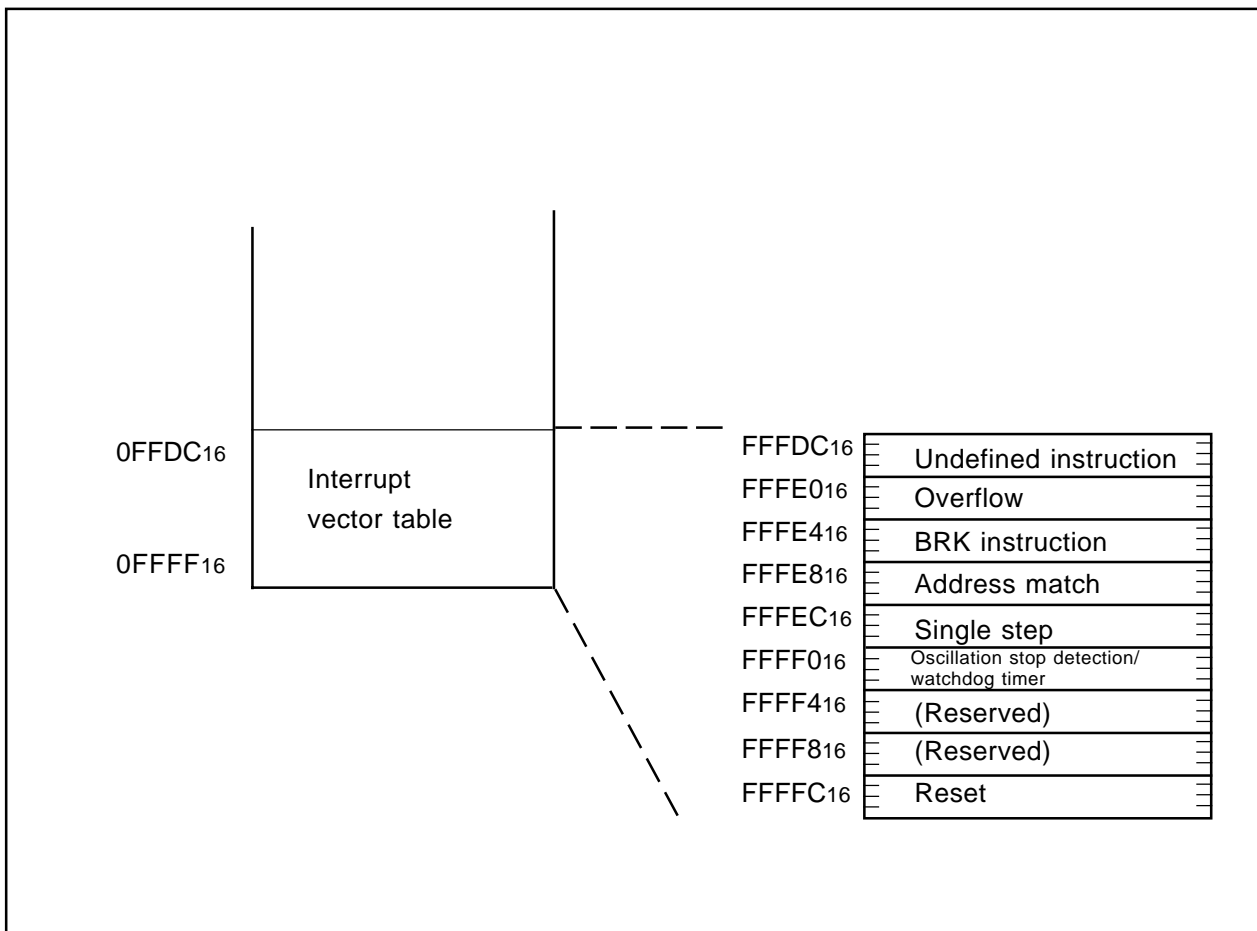 0FFDC16
Interrupt
vector table
0FFFF16
FFFDC16 Undefined instruction
FFFE016 Overflow
FFFE416 BRK instruction
FFFE816 Address match
FFFEC16 Single step
FFFF016 Oscillation stop detection/
watchdog timer
FFFF416 (Reserved)
FFFF816 (Reserved)
FFFFC16 Reset